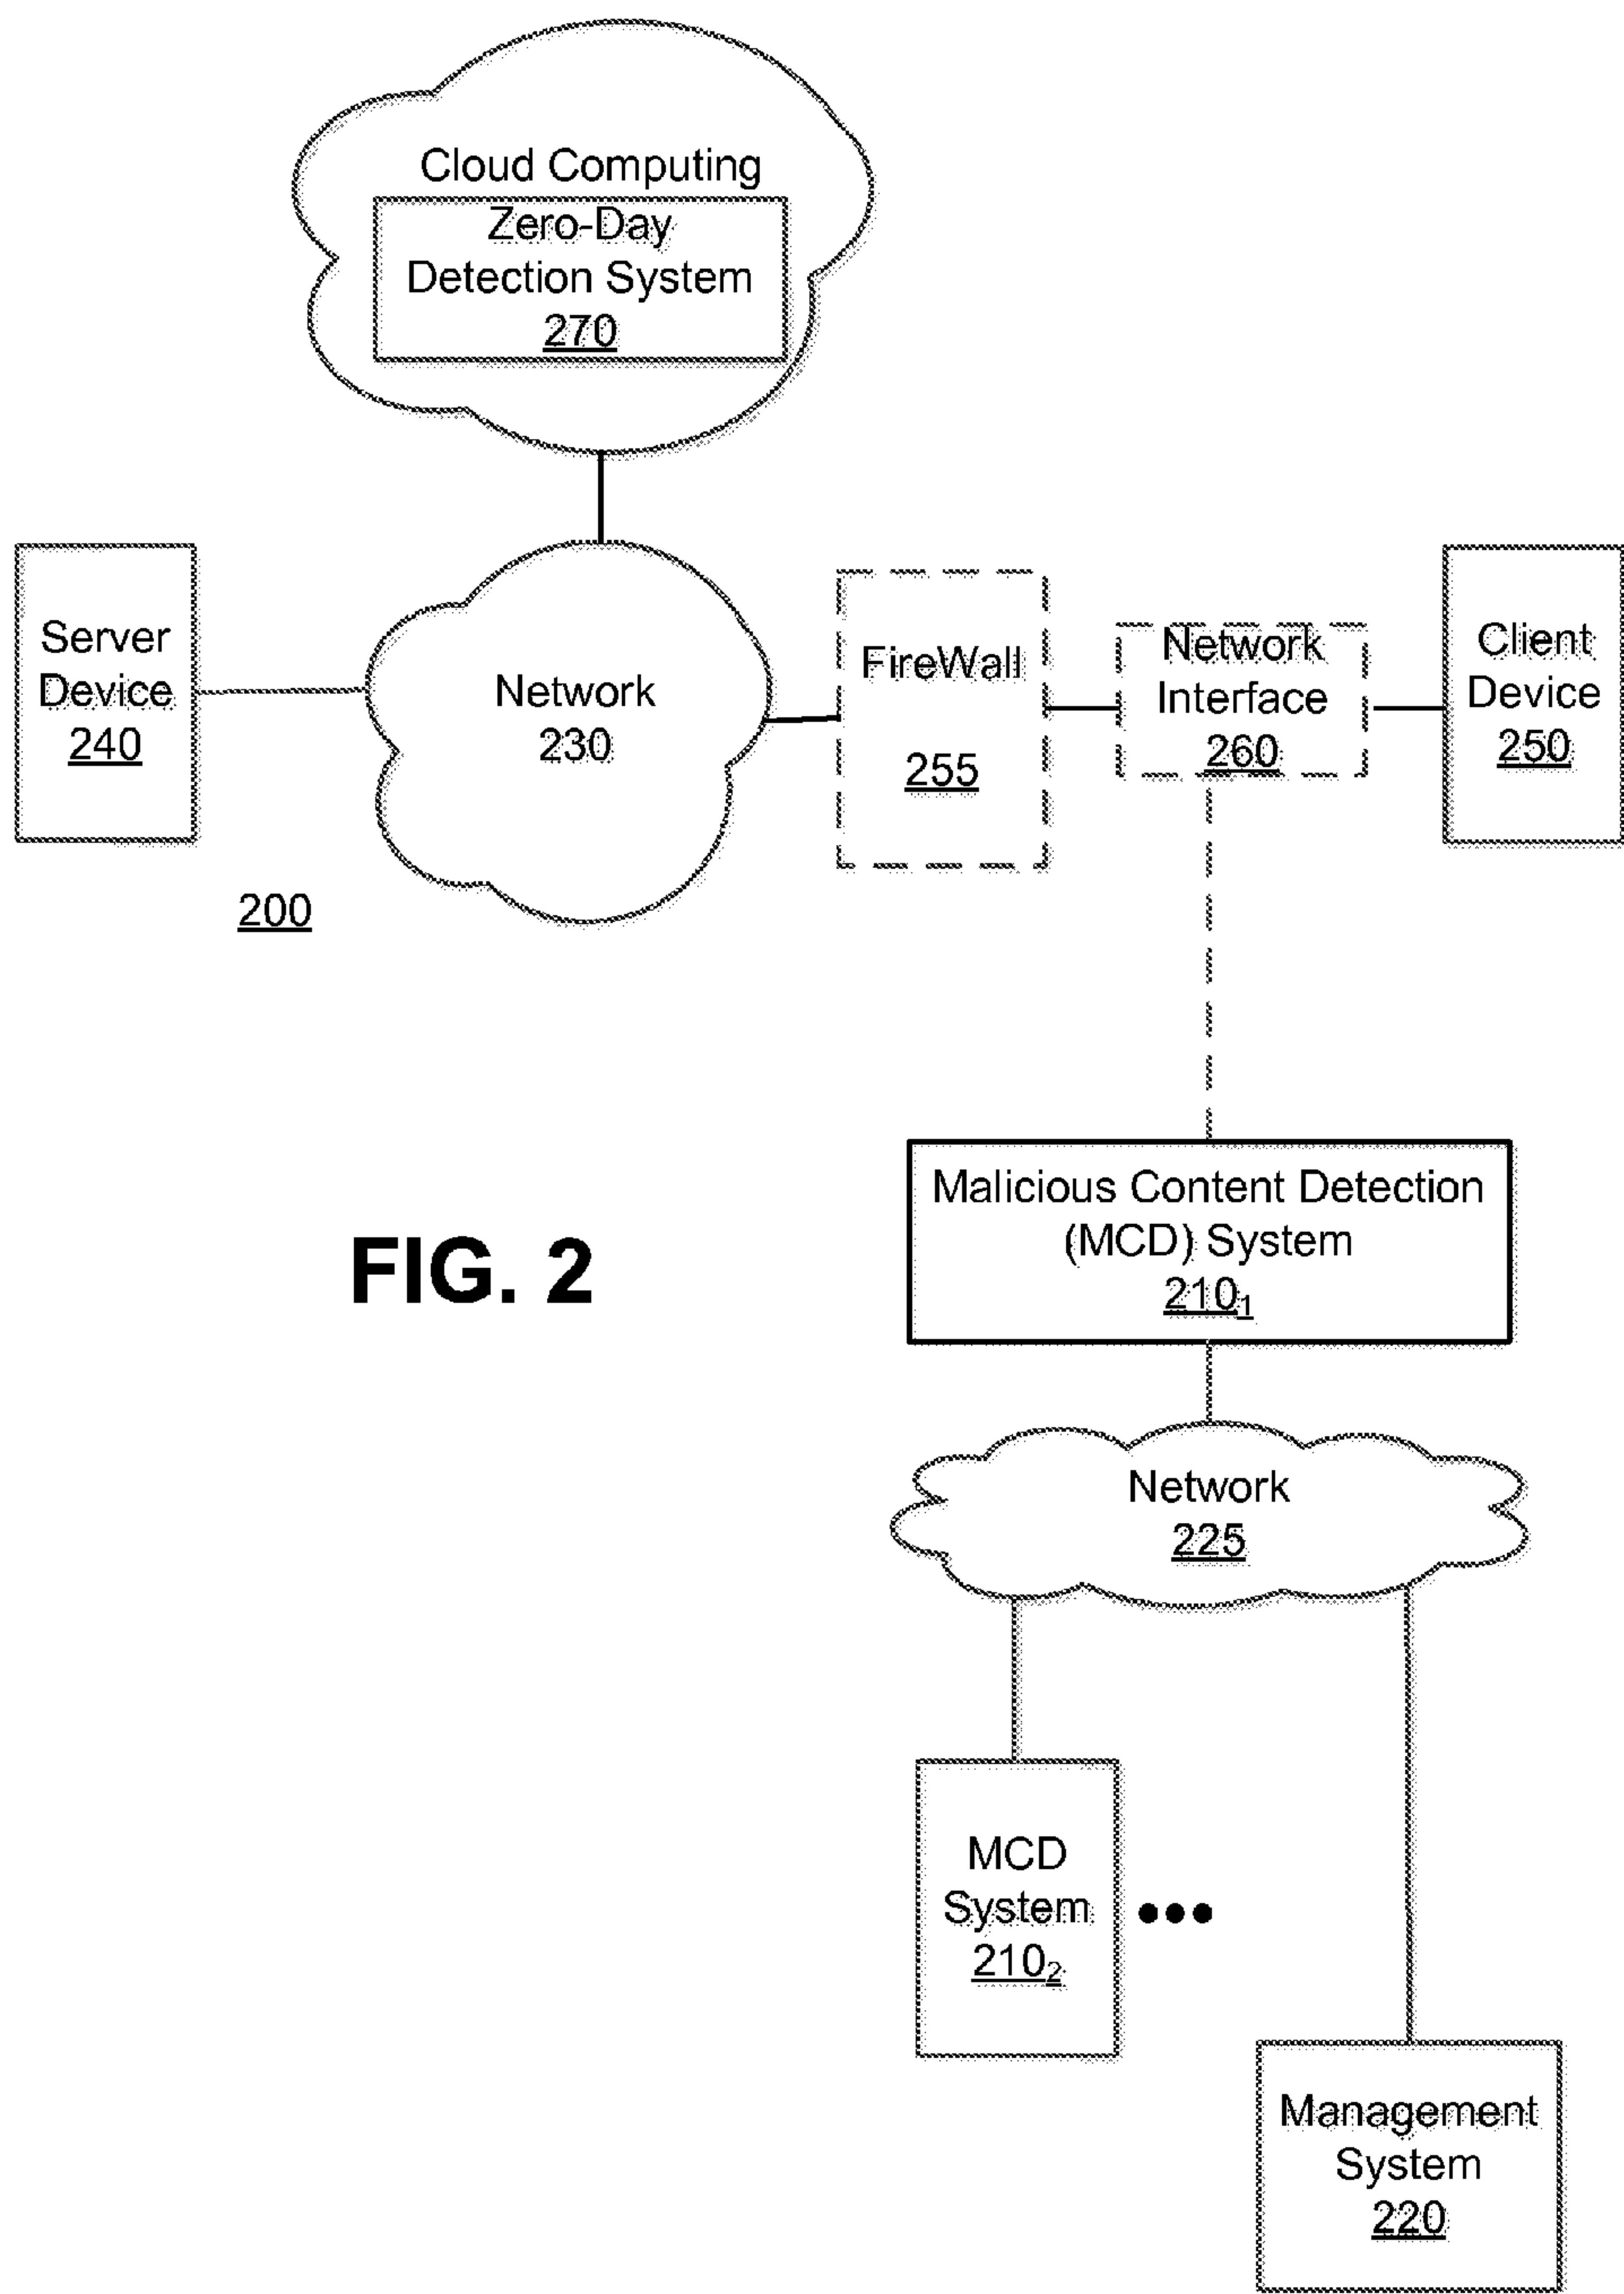 Cloud Computing
Zero-Day
Detection System
270
Server
Device
240
Network
230
FireWall
255
Network
Interface
260
Client
Device
250
200
Malicious Content Detection
(MCD) System
210₁
FIG. 2
Network
225
MCD
System
210₂
•••
Management
System
220